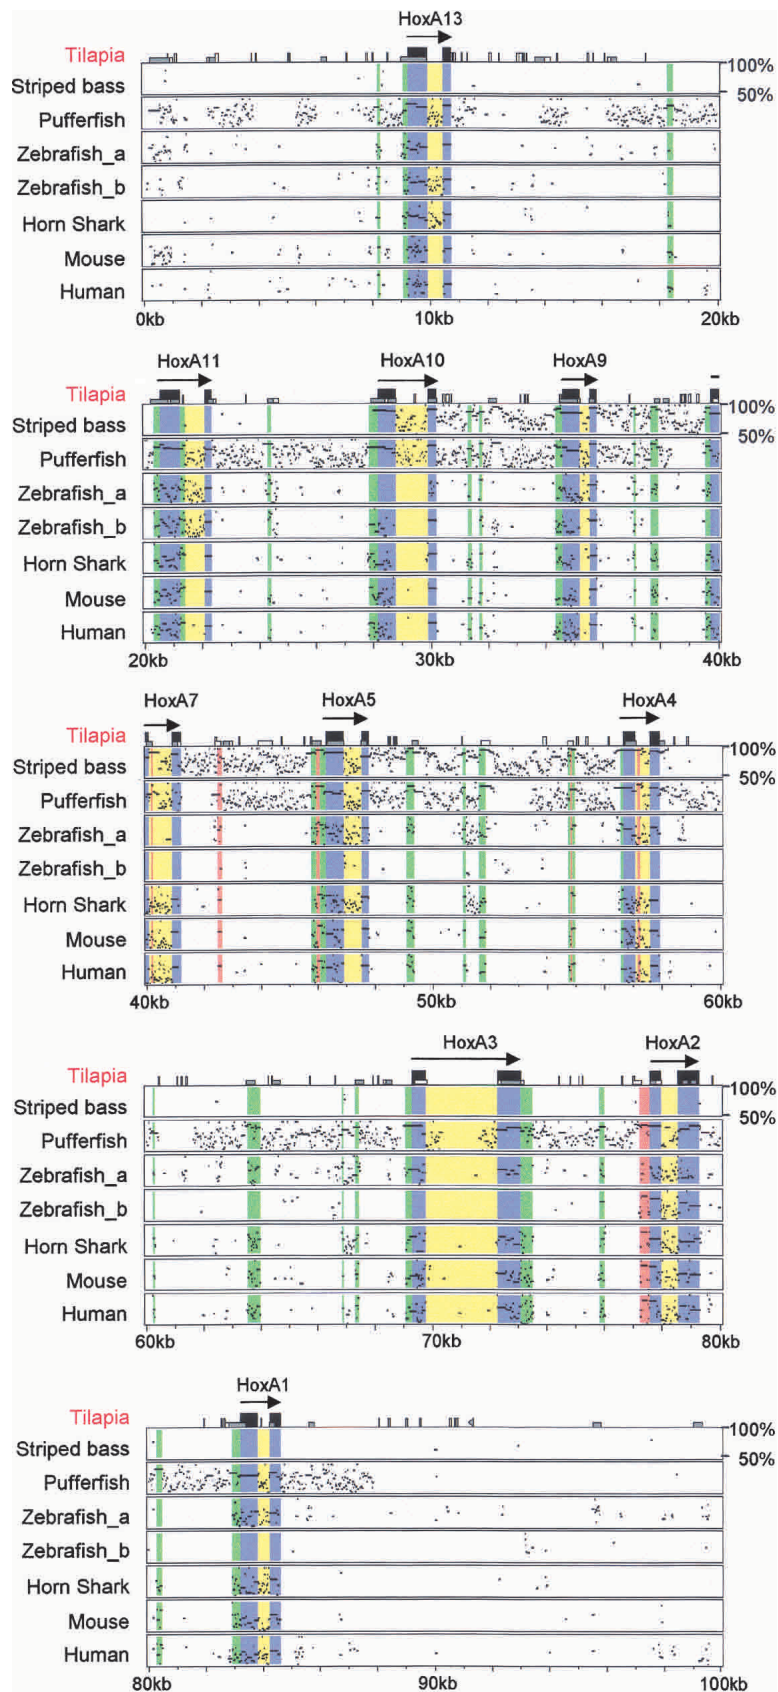 HoxA13
Tilapia
100%
Striped bass
50%
Pufferfish
Zebrafish_a
Zebrafish_b
Horn Shark
Mouse
Human
0kb 10kb 20kb
HoxA11 HoxA10 HoxA9
Tilapia
100%
Striped bass
50%
Pufferfish
Zebrafish_a
Zebrafish_b
Horn Shark
Mouse
Human
20kb 30kb 40kb
HoxA7 HoxA5 HoxA4
Tilapia
100%
Striped bass
50%
Pufferfish
Zebrafish_a
Zebrafish_b
Horn Shark
Mouse
Human
40kb 50kb 60kb
HoxA3 HoxA2
Tilapia
100%
Striped bass
50%
Pufferfish
Zebrafish_a
Zebrafish_b
Horn Shark
Mouse
Human
60kb 70kb 80kb
HoxA1
Tilapia
100%
Striped bass
50%
Pufferfish
Zebrafish_a
Zebrafish_b
Horn Shark
Mouse
Human
80kb 90kb 100kb